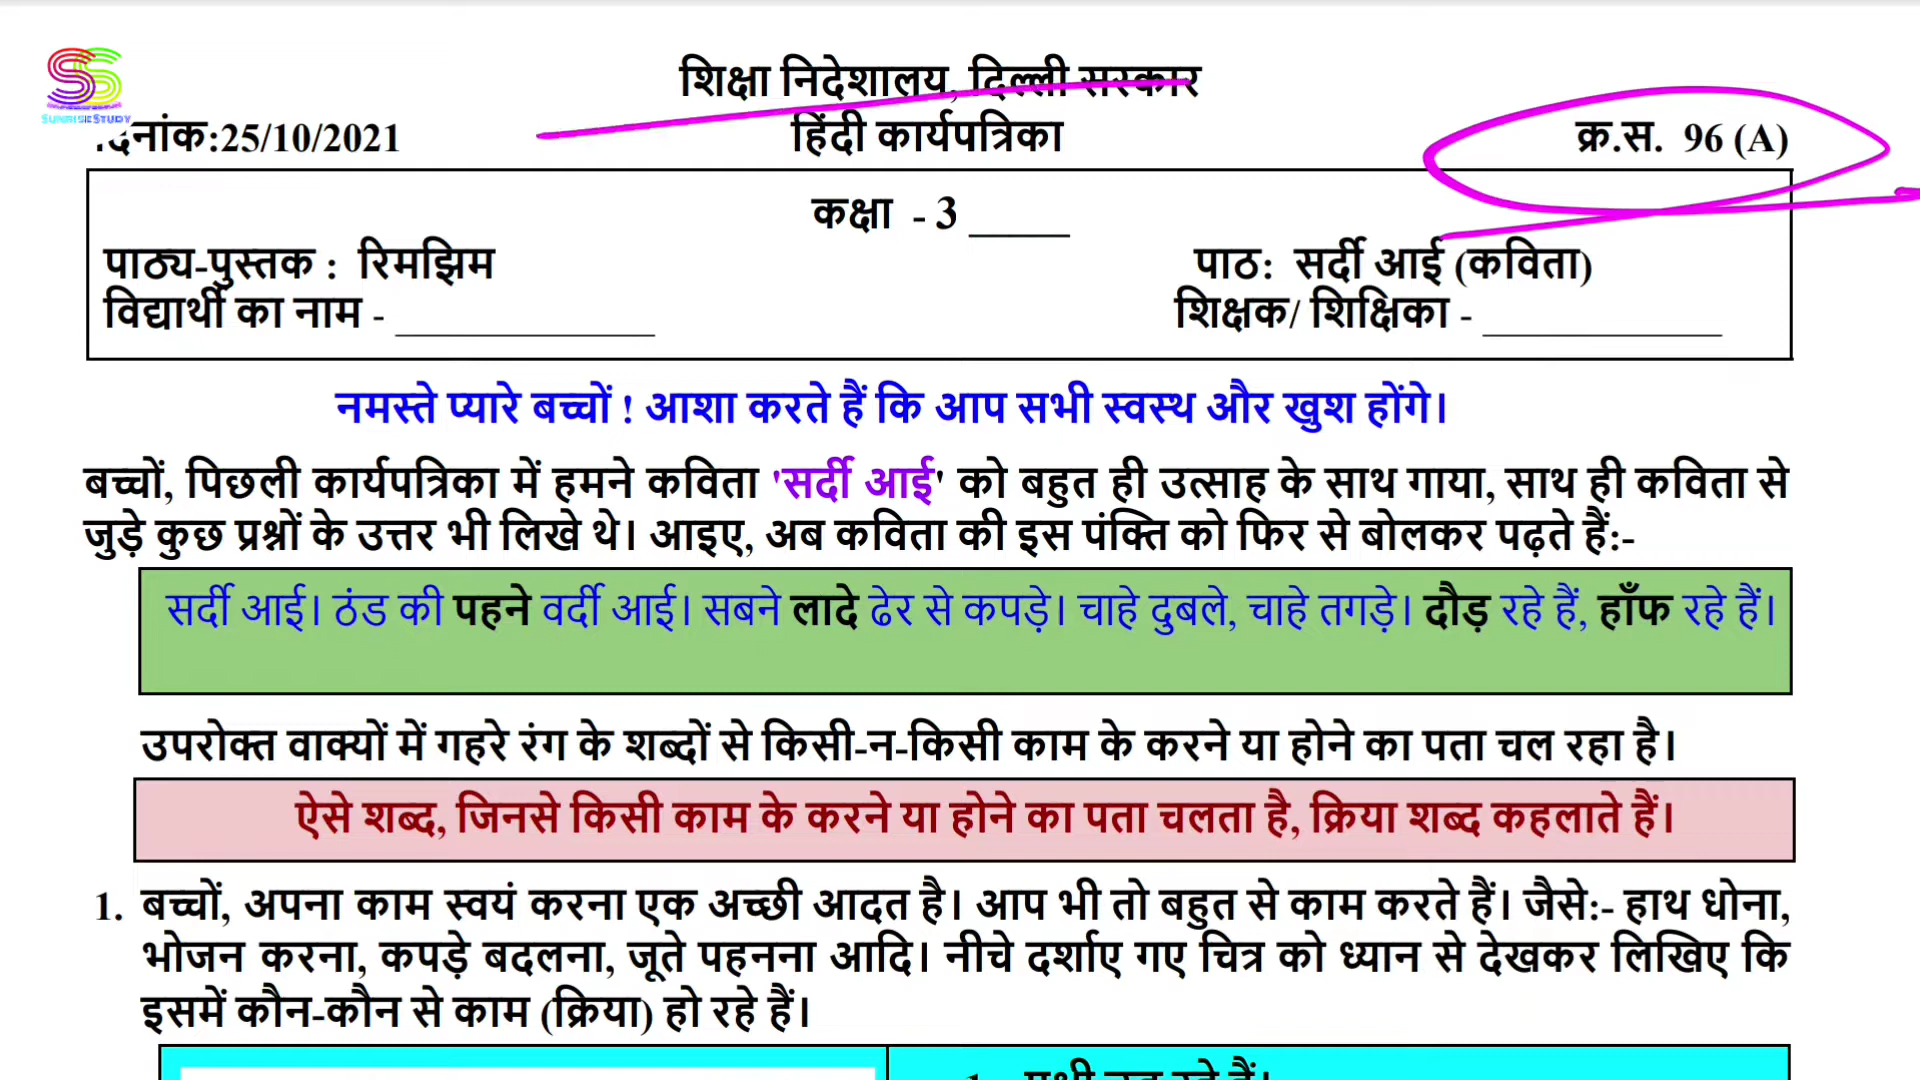 SUNRISESTUDY
शिक्षा निदेशालय, दिल्ली सरकार
दिनांक:25/10/2021 हिंदी कार्यपत्रिका क्र.स. 96 (A)
कक्षा - 3 _____
पाठ्य-पुस्तक : रिमझिम पाठ: सर्दी आई (कविता)
विद्यार्थी का नाम - _____________ शिक्षक/ शिक्षिका - ____________
नमस्ते प्यारे बच्चों ! आशा करते हैं कि आप सभी स्वस्थ और खुश होंगे।
बच्चों, पिछली कार्यपत्रिका में हमने कविता 'सर्दी आई' को बहुत ही उत्साह के साथ गाया, साथ ही कविता से
जुड़े कुछ प्रश्नों के उत्तर भी लिखे थे। आइए, अब कविता की इस पंक्ति को फिर से बोलकर पढ़ते हैं:-
सर्दी आई। ठंड की पहने वर्दी आई। सबने लादे ढेर से कपड़े। चाहे दुबले, चाहे तगड़े। दौड़ रहे हैं, हाँफ रहे हैं।
उपरोक्त वाक्यों में गहरे रंग के शब्दों से किसी-न-किसी काम के करने या होने का पता चल रहा है।
ऐसे शब्द, जिनसे किसी काम के करने या होने का पता चलता है, क्रिया शब्द कहलाते हैं।
1. बच्चों, अपना काम स्वयं करना एक अच्छी आदत है। आप भी तो बहुत से काम करते हैं। जैसे:- हाथ धोना,
भोजन करना, कपड़े बदलना, जूते पहनना आदि। नीचे दर्शाए गए चित्र को ध्यान से देखकर लिखिए कि
इसमें कौन-कौन से काम (क्रिया) हो रहे हैं।